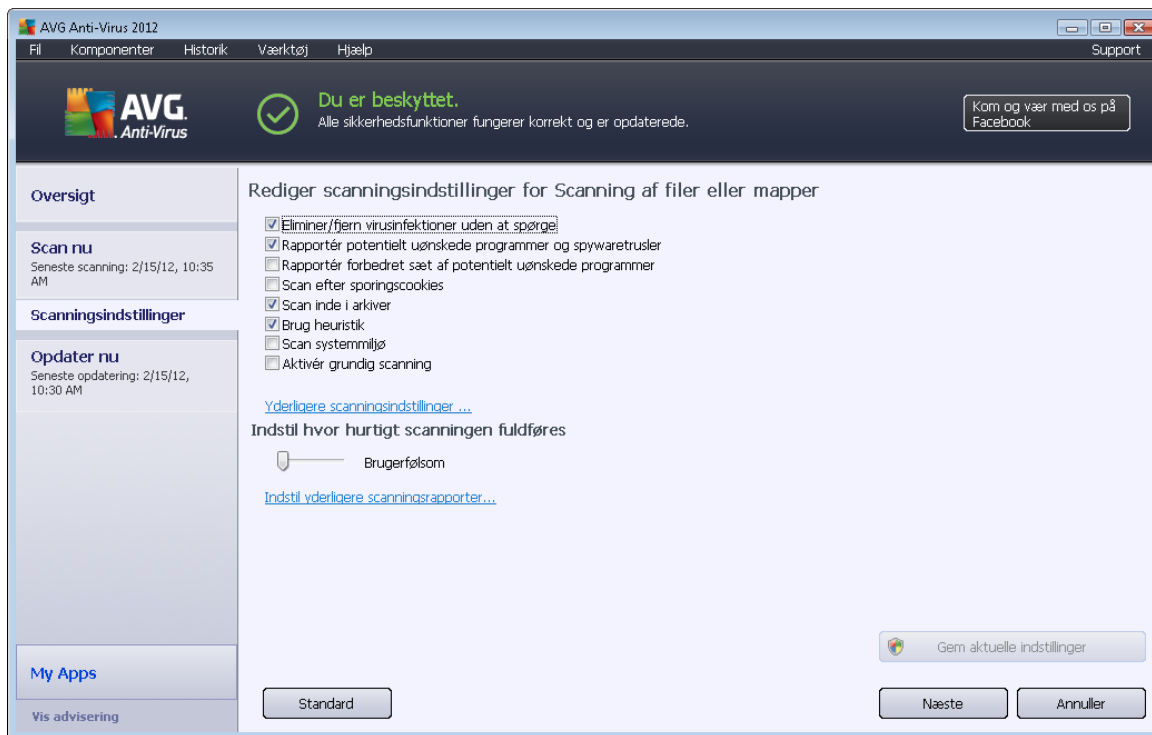 AVG Anti-Virus 2012
Fil Komponenter Historik Værktøj Hjælp Support
AVG.
Anti-Virus
Du er beskyttet.
Alle sikkerhedsfunktioner fungerer korrekt og er opdaterede.
Kom og vær med os på
Facebook
Oversigt
Scan nu
Seneste scanning: 2/15/12, 10:35
AM
Scanningsindstillinger
Opdater nu
Seneste opdatering: 2/15/12,
10:30 AM
My Apps
Vis advisering
Rediger scanningsindstillinger for Scanning af filer eller mapper
Eliminer/fjern virusinfektioner uden at spørge
Rapportér potentielt uønskede programmer og spywaretrusler
Rapportér forbedret sæt af potentielt uønskede programmer
Scan efter sporingscookies
Scan inde i arkiver
Brug heuristik
Scan systemmiljø
Aktivér grundig scanning
Yderligere scanningsindstillinger ...
Indstil hvor hurtigt scanningen fuldføres
Brugerfølsom
Indstil yderligere scanningsrapporter...
Gem aktuelle indstillinger
Standard
Næste
Annuller